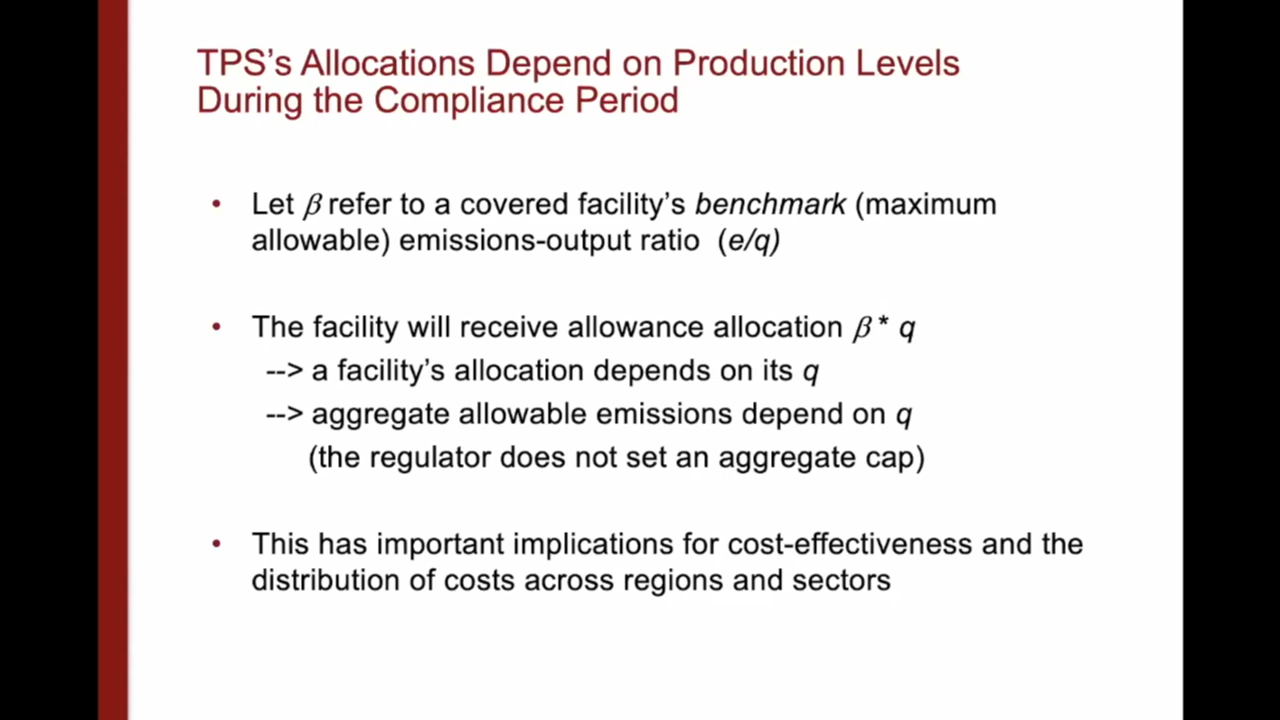 TPS’s Allocations Depend on Production Levels
During the Compliance Period
• Let β refer to a covered facility’s benchmark (maximum
allowable) emissions-output ratio (e/q)
• The facility will receive allowance allocation β * q
--> a facility’s allocation depends on its q
--> aggregate allowable emissions depend on q
(the regulator does not set an aggregate cap)
• This has important implications for cost-effectiveness and the
distribution of costs across regions and sectors